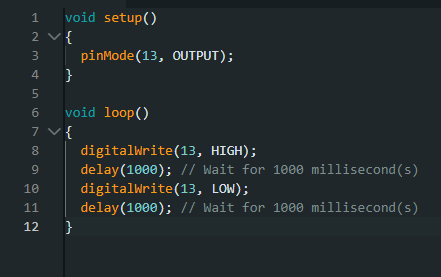 1 void setup()
2 {
3   pinMode(13, OUTPUT);
4 }
5
6 void loop()
7 {
8   digitalWrite(13, HIGH);
9   delay(1000); // Wait for 1000 millisecond(s)
10   digitalWrite(13, LOW);
11   delay(1000); // Wait for 1000 millisecond(s)
12 }